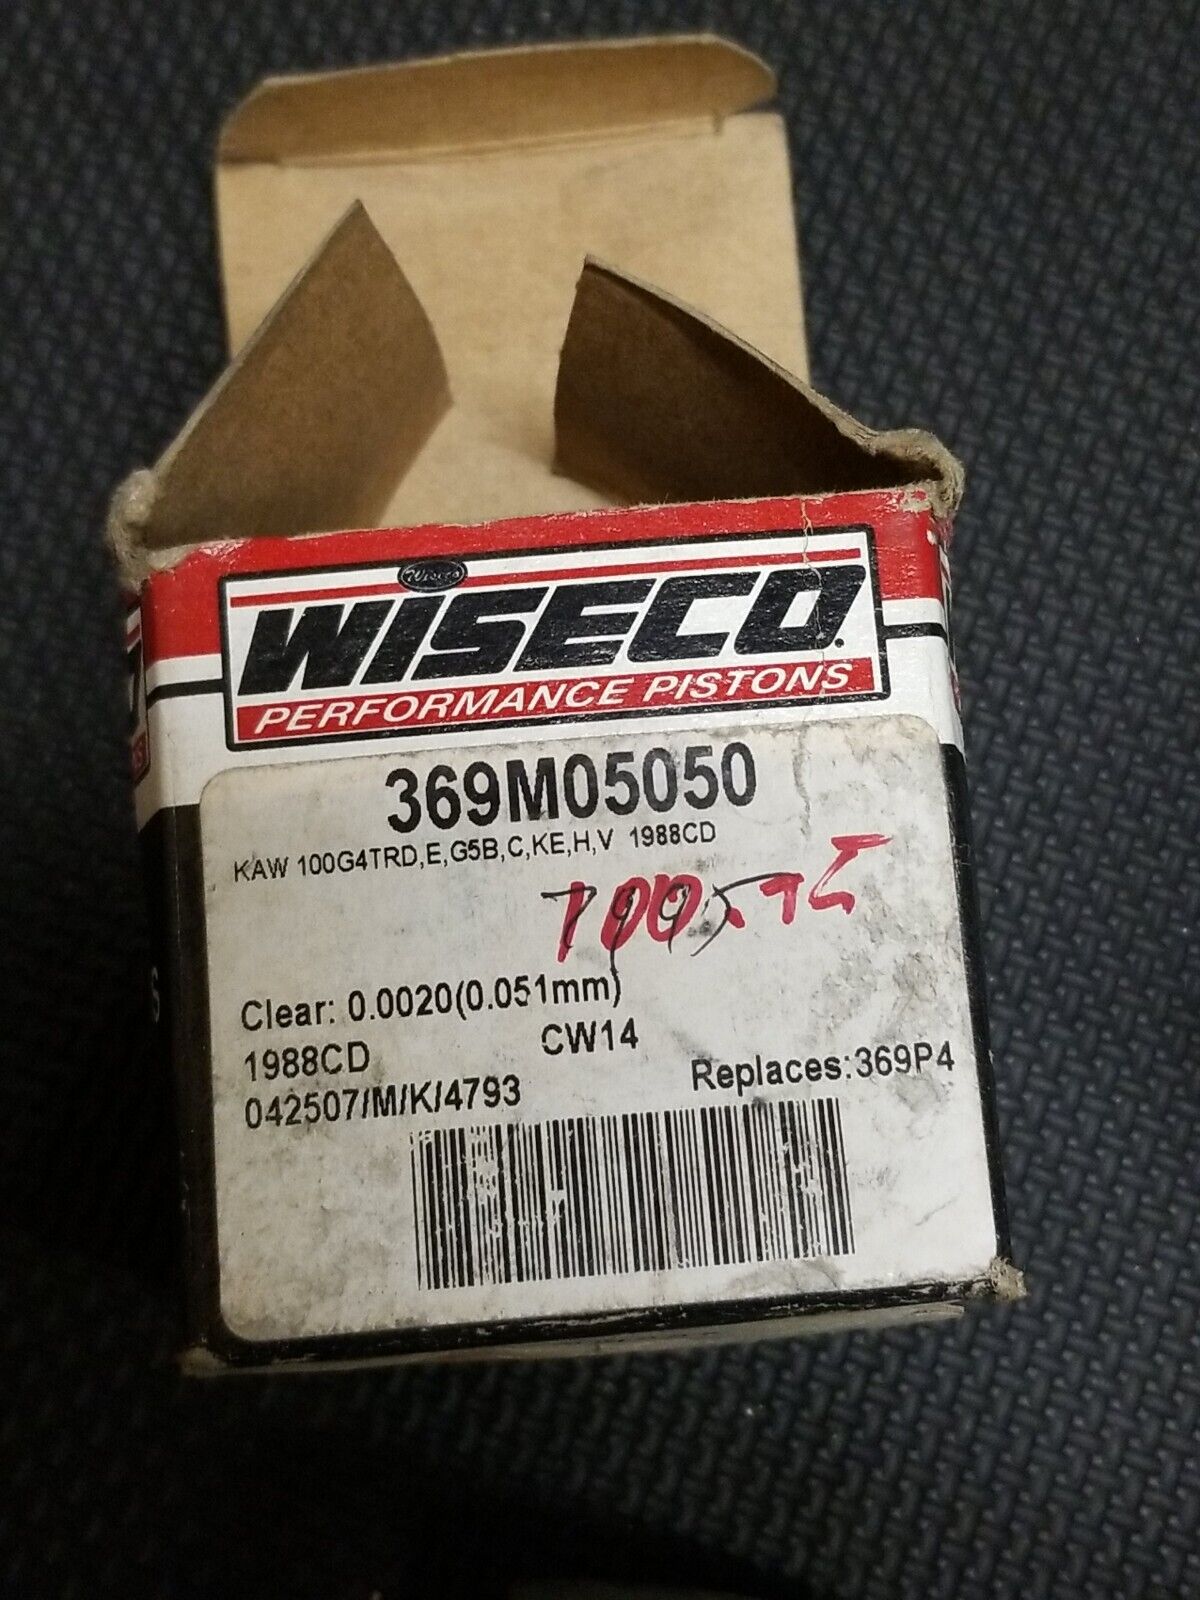 Wiseco
WISECO
PERFORMANCE PISTONS
369M05050
KAW 100G4TRD,E,G5B,C,KE,H,V 1988CD
Clear: 0.0020(0.051mm)
1988CD CW14
042507/M/K/4793 Replaces:369P4